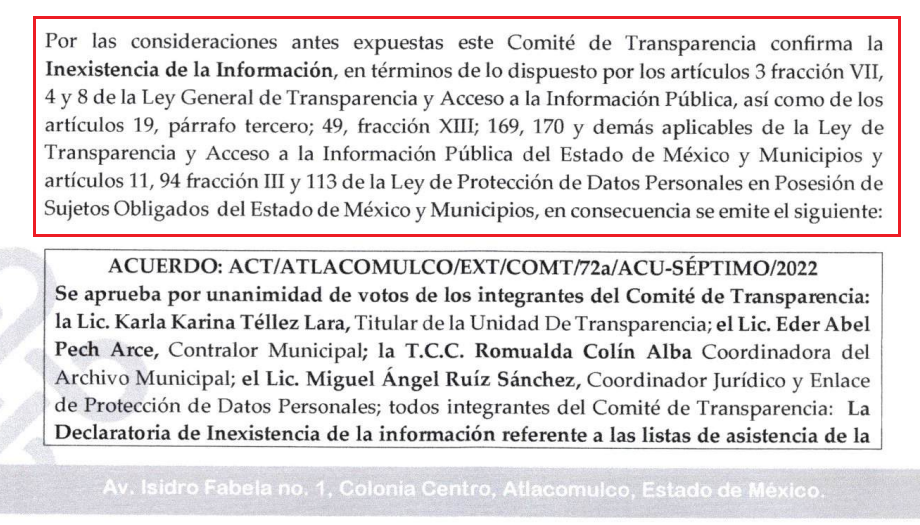 Por las consideraciones antes expuestas este Comité de Transparencia confirma la
Inexistencia de la Información, en términos de lo dispuesto por los artículos 3 fracción VII,
4 y 8 de la Ley General de Transparencia y Acceso a la Información Pública, así como de los
artículos 19, párrafo tercero; 49, fracción XIII; 169, 170 y demás aplicables de la Ley de
Transparencia y Acceso a la Información Pública del Estado de México y Municipios y
artículos 11, 94 fracción III y 113 de la Ley de Protección de Datos Personales en Posesión de
Sujetos Obligados del Estado de México y Municipios, en consecuencia se emite el siguiente:
ACUERDO: ACT/ATLACOMULCO/EXT/COMT/72a/ACU-SÉPTIMO/2022
Se aprueba por unanimidad de votos de los integrantes del Comité de Transparencia:
la Lic. Karla Karina Téllez Lara, Titular de la Unidad De Transparencia; el Lic. Eder Abel
Pech Arce, Contralor Municipal; la T.C.C. Romualda Colín Alba Coordinadora del
Archivo Municipal; el Lic. Miguel Ángel Ruíz Sánchez, Coordinador Jurídico y Enlace
de Protección de Datos Personales; todos integrantes del Comité de Transparencia: La
Declaratoria de Inexistencia de la información referente a las listas de asistencia de la
Av. Isidro Fabela no. 1, Colonia Centro, Atlacomulco, Estado de México.